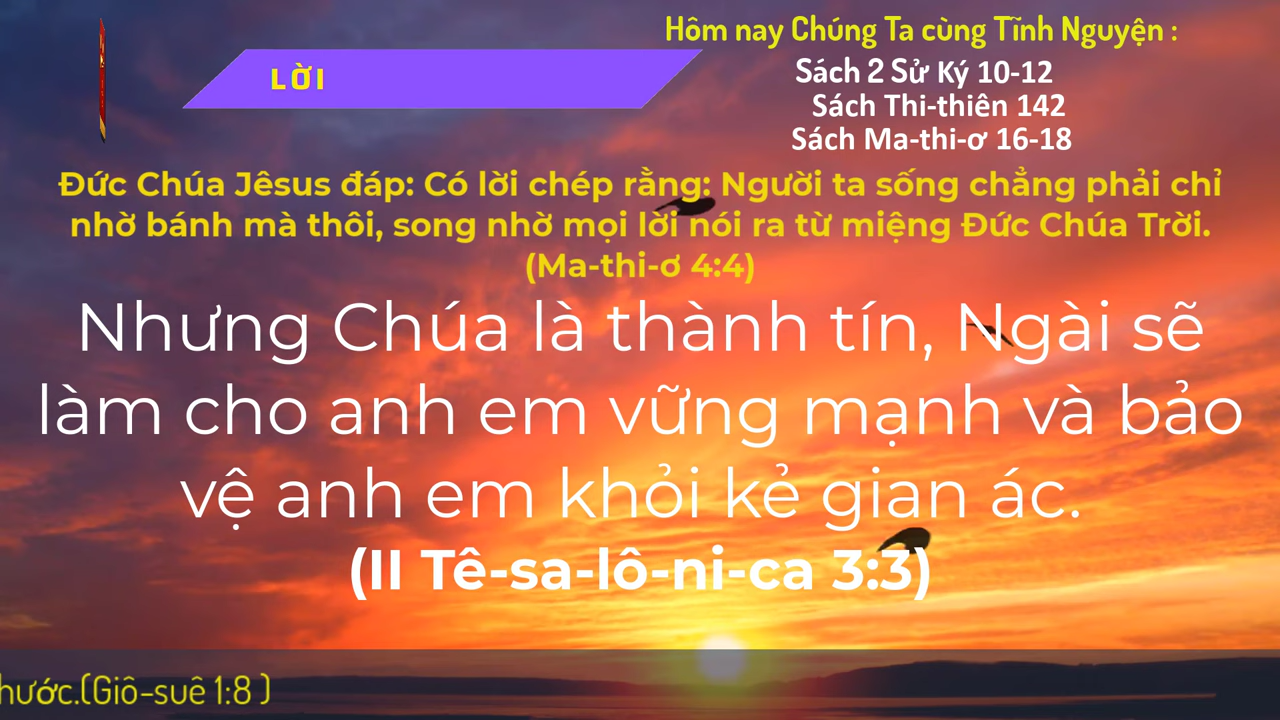 Hôm nay Chúng Ta cùng Tĩnh Nguyện :
LỜI
Sách 2 Sử Ký 10-12
Sách Thi-thiên 142
Sách Ma-thi-ơ 16-18
Đức Chúa Jêsus đáp: Có lời chép rằng: Người ta sống chẳng phải chỉ
nhờ bánh mà thôi, song nhờ mọi lời nói ra từ miệng Đức Chúa Trời.
(Ma-thi-ơ 4:4)
Nhưng Chúa là thành tín, Ngài sẽ
làm cho anh em vững mạnh và bảo
vệ anh em khỏi kẻ gian ác.
(II Tê-sa-lô-ni-ca 3:3)
hước.(Giô-suê 1:8 )